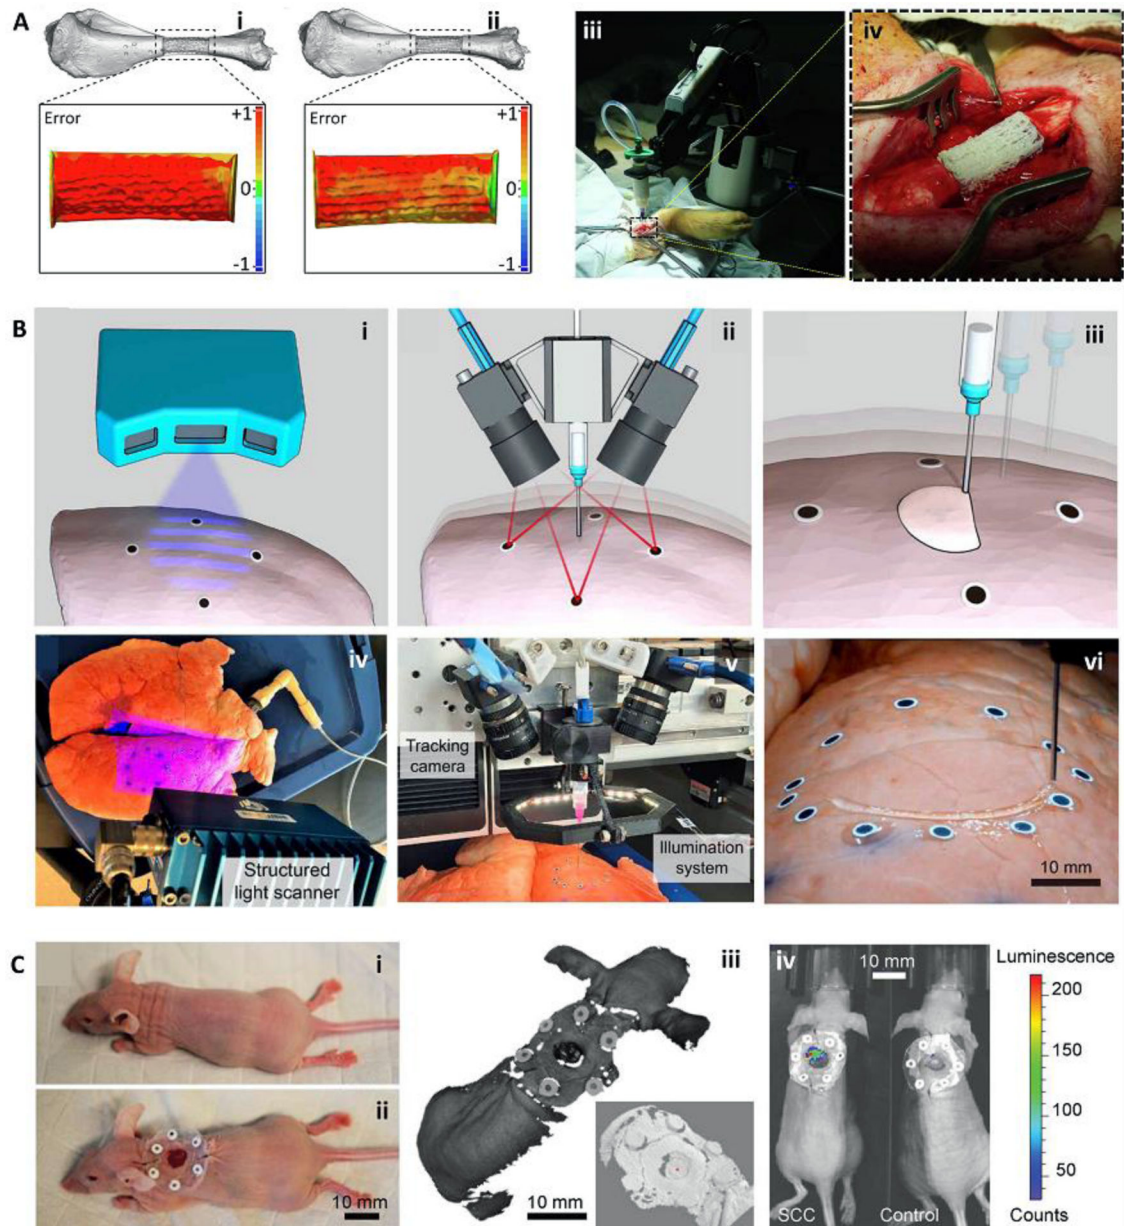 A
i
ii
iii
iv
Error
+1
0
-1
Error
+1
0
-1
B
i
ii
iii
iv
Structured
light scanner
v
Tracking
camera
Illumination
system
vi
10 mm
C
i
ii
10 mm
iii
10 mm
iv
10 mm
SCC
Control
Luminescence
200
150
100
50
Counts